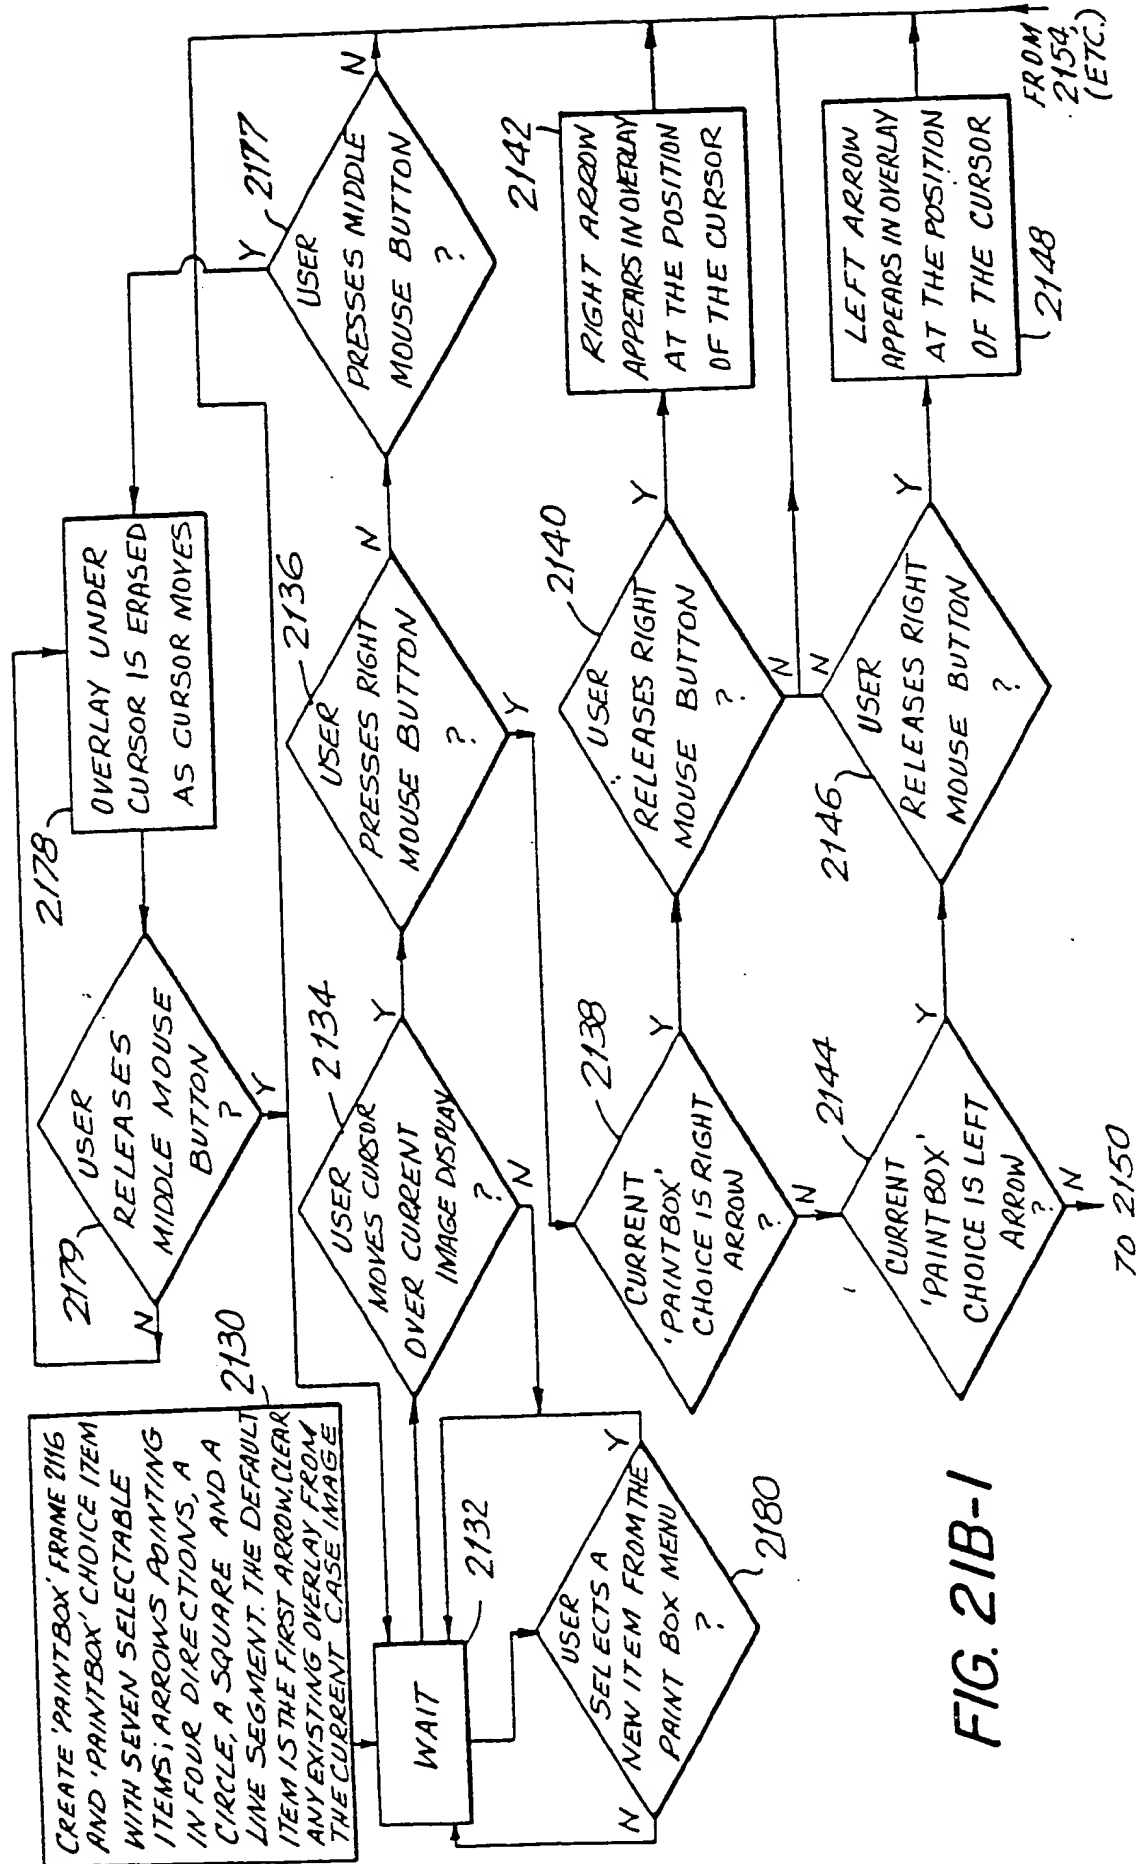 CREATE 'PAINTBOX' FRAME 2116
AND 'PAINTBOX' CHOICE ITEM
WITH SEVEN SELECTABLE
ITEMS; ARROWS POINTING
IN FOUR DIRECTIONS, A
CIRCLE, A SQUARE AND A
LINE SEGMENT. THE DEFAULT
ITEM IS THE FIRST ARROW. CLEAR
ANY EXISTING OVERLAY FROM
THE CURRENT CASE IMAGE
2130
WAIT
2132
USER
SELECTS A
NEW ITEM FROM THE
PAINT BOX MENU
?
N
Y
2180
2179
USER
RELEASES
MIDDLE MOUSE
BUTTON
?
N
Y
2178
OVERLAY UNDER
CURSOR IS ERASED
AS CURSOR MOVES
2134
USER
MOVES CURSOR
OVER CURRENT
IMAGE DISPLAY
?
Y
N
2136
USER
PRESSES RIGHT
MOUSE BUTTON
?
N
Y
2177
USER
PRESSES MIDDLE
MOUSE BUTTON
?
Y
N
2138
CURRENT
'PAINTBOX'
CHOICE IS RIGHT
ARROW
?
Y
N
2140
USER
RELEASES RIGHT
MOUSE BUTTON
?
Y
N
2142
RIGHT ARROW
APPEARS IN OVERLAY
AT THE POSITION
OF THE CURSOR
2144
CURRENT
'PAINTBOX'
CHOICE IS LEFT
ARROW
?
Y
N
TO 2150
2146
USER
RELEASES RIGHT
MOUSE BUTTON
?
N
Y
LEFT ARROW
APPEARS IN OVERLAY
AT THE POSITION
OF THE CURSOR
2148
FROM
2154,
(ETC.)
FIG. 21B-1